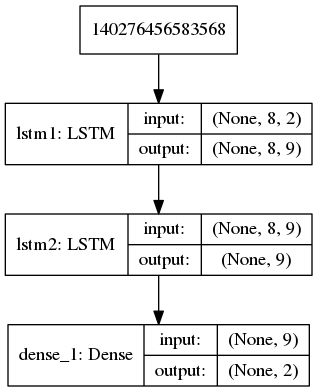 140276456583568
lstm1: LSTM
input: (None, 8, 2)
output: (None, 8, 9)
lstm2: LSTM
input: (None, 8, 9)
output: (None, 9)
dense_1: Dense
input: (None, 9)
output: (None, 2)